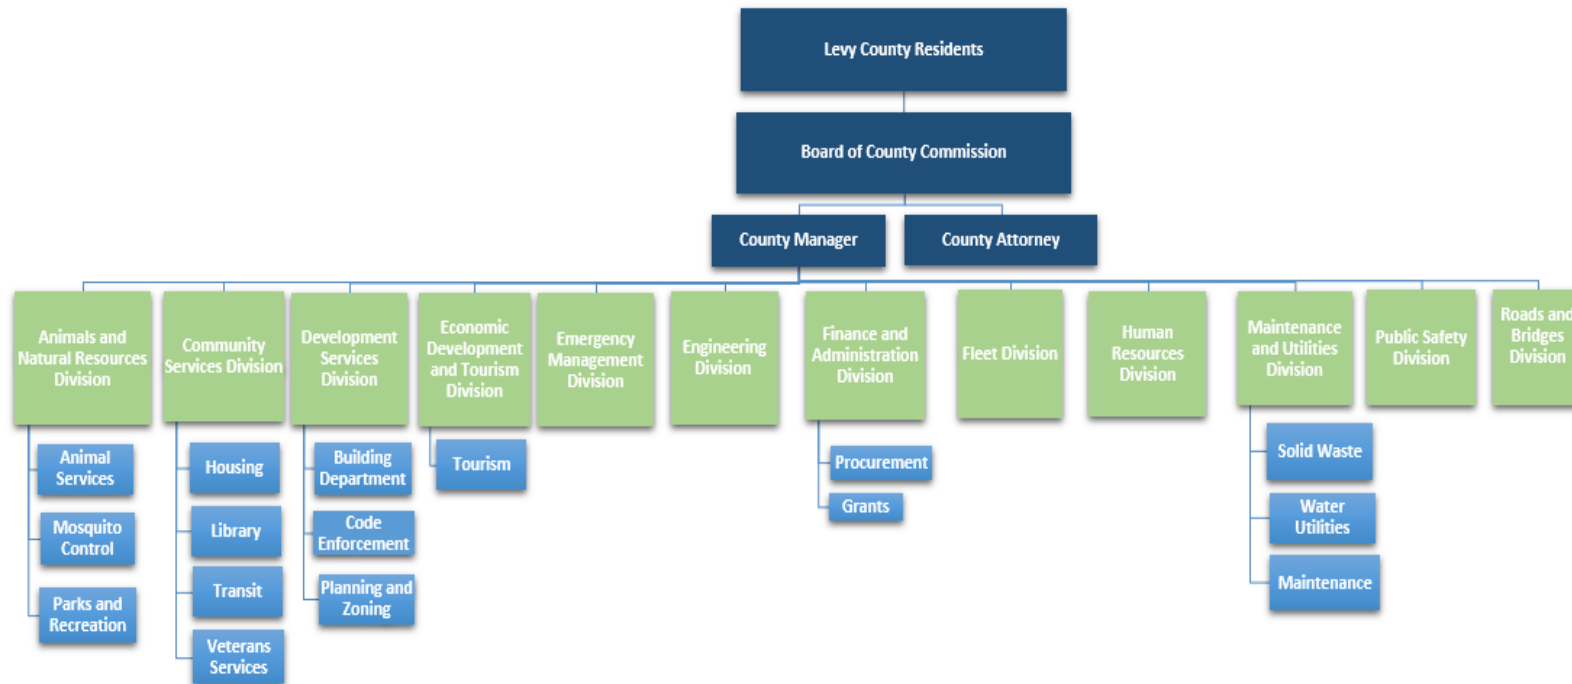 Levy County Residents
Board of County Commission
County Manager
County Attorney
Animals and
Natural Resources
Division
Community
Services Division
Development
Services
Division
Economic
Development
and Tourism
Division
Emergency
Management
Division
Engineering
Division
Finance and
Administration
Division
Fleet Division
Human
Resources
Division
Maintenance
and Utilities
Division
Public Safety
Division
Roads and
Bridges
Division
Animal
Services
Mosquito
Control
Parks and
Recreation
Housing
Library
Transit
Veterans
Services
Building
Department
Code
Enforcement
Planning and
Zoning
Tourism
Procurement
Grants
Solid Waste
Water
Utilities
Maintenance